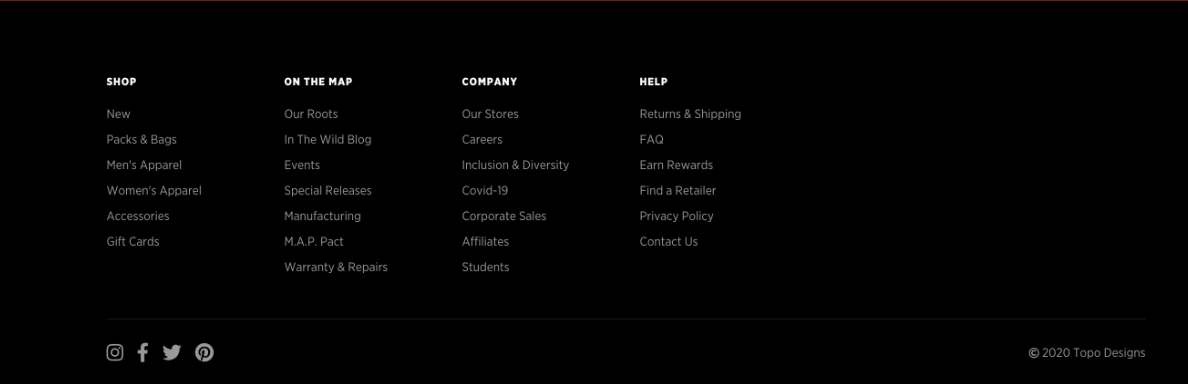 SHOP
New
Packs & Bags
Men's Apparel
Women's Apparel
Accessories
Gift Cards
ON THE MAP
Our Roots
In The Wild Blog
Events
Special Releases
Manufacturing
M.A.P. Pact
Warranty & Repairs
COMPANY
Our Stores
Careers
Inclusion & Diversity
Covid-19
Corporate Sales
Affiliates
Students
HELP
Returns & Shipping
FAQ
Earn Rewards
Find a Retailer
Privacy Policy
Contact Us
© 2020 Topo Designs